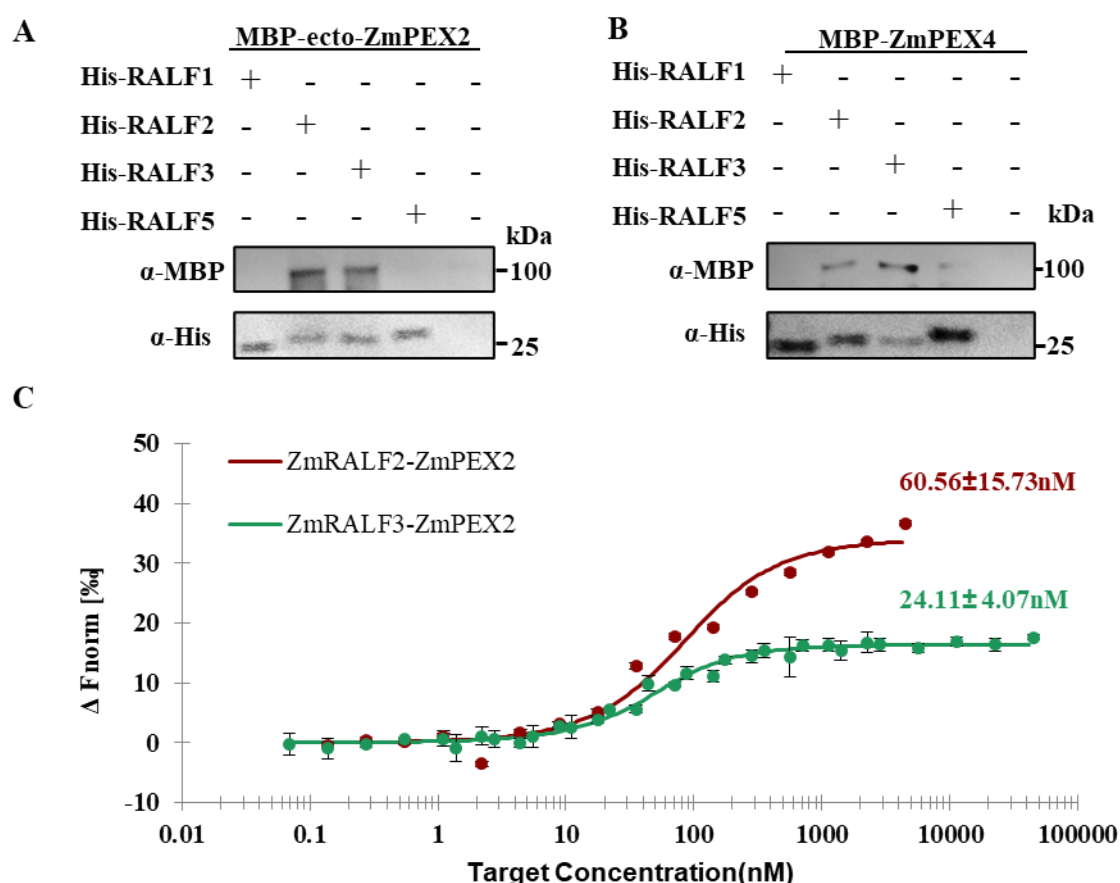 A
MBP-ecto-ZmPEX2
His-RALF1 + - - - -
His-RALF2 - + - - -
His-RALF3 - - + - -
His-RALF5 - - - + -
kDa
α-MBP
100
α-His
25
B
MBP-ZmPEX4
His-RALF1 + - - - -
His-RALF2 - + - - -
His-RALF3 - - + - -
His-RALF5 - - - + -
kDa
α-MBP
100
α-His
25
C
50
40
30
20
10
0
-10
Δ Fnorm [‰]
ZmRALF2-ZmPEX2
ZmRALF3-ZmPEX2
60.56±15.73nM
24.11±4.07nM
0.01 0.1 1 10 100 1000 10000 100000
Target Concentration(nM)